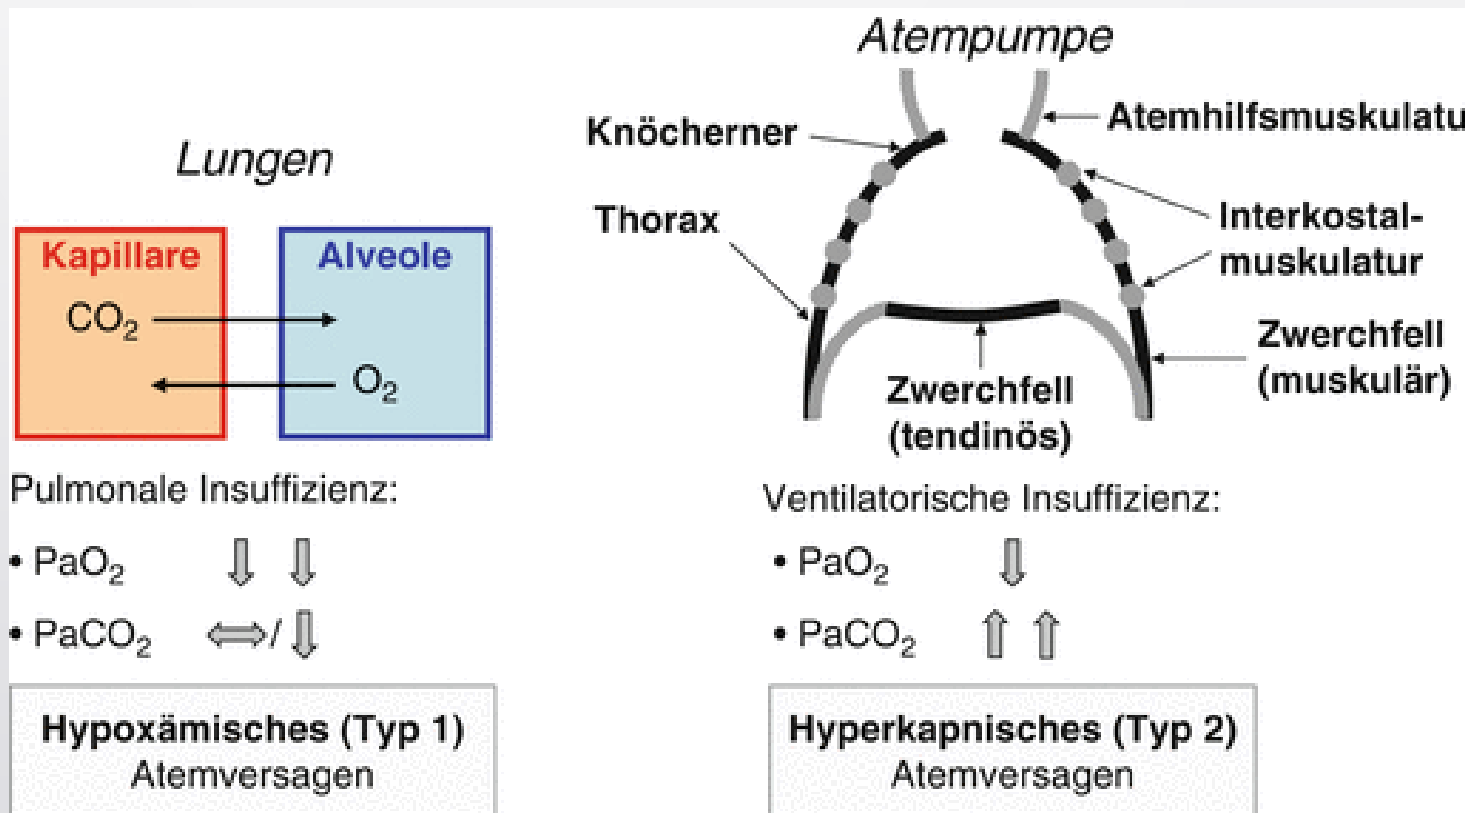 Lungen
Kapillare
Alveole
CO₂
O₂
Pulmonale Insuffizienz:
• PaO₂
• PaCO₂ /
Hypoxämisches (Typ 1)
Atemversagen
Atempumpe
Knöcherner
Thorax
Atemhilfsmuskulatu
Interkostal-
muskulatur
Zwerchfell
(muskulär)
Zwerchfell
(tendinös)
Ventilatorische Insuffizienz:
• PaO₂
• PaCO₂
Hyperkapnisches (Typ 2)
Atemversagen